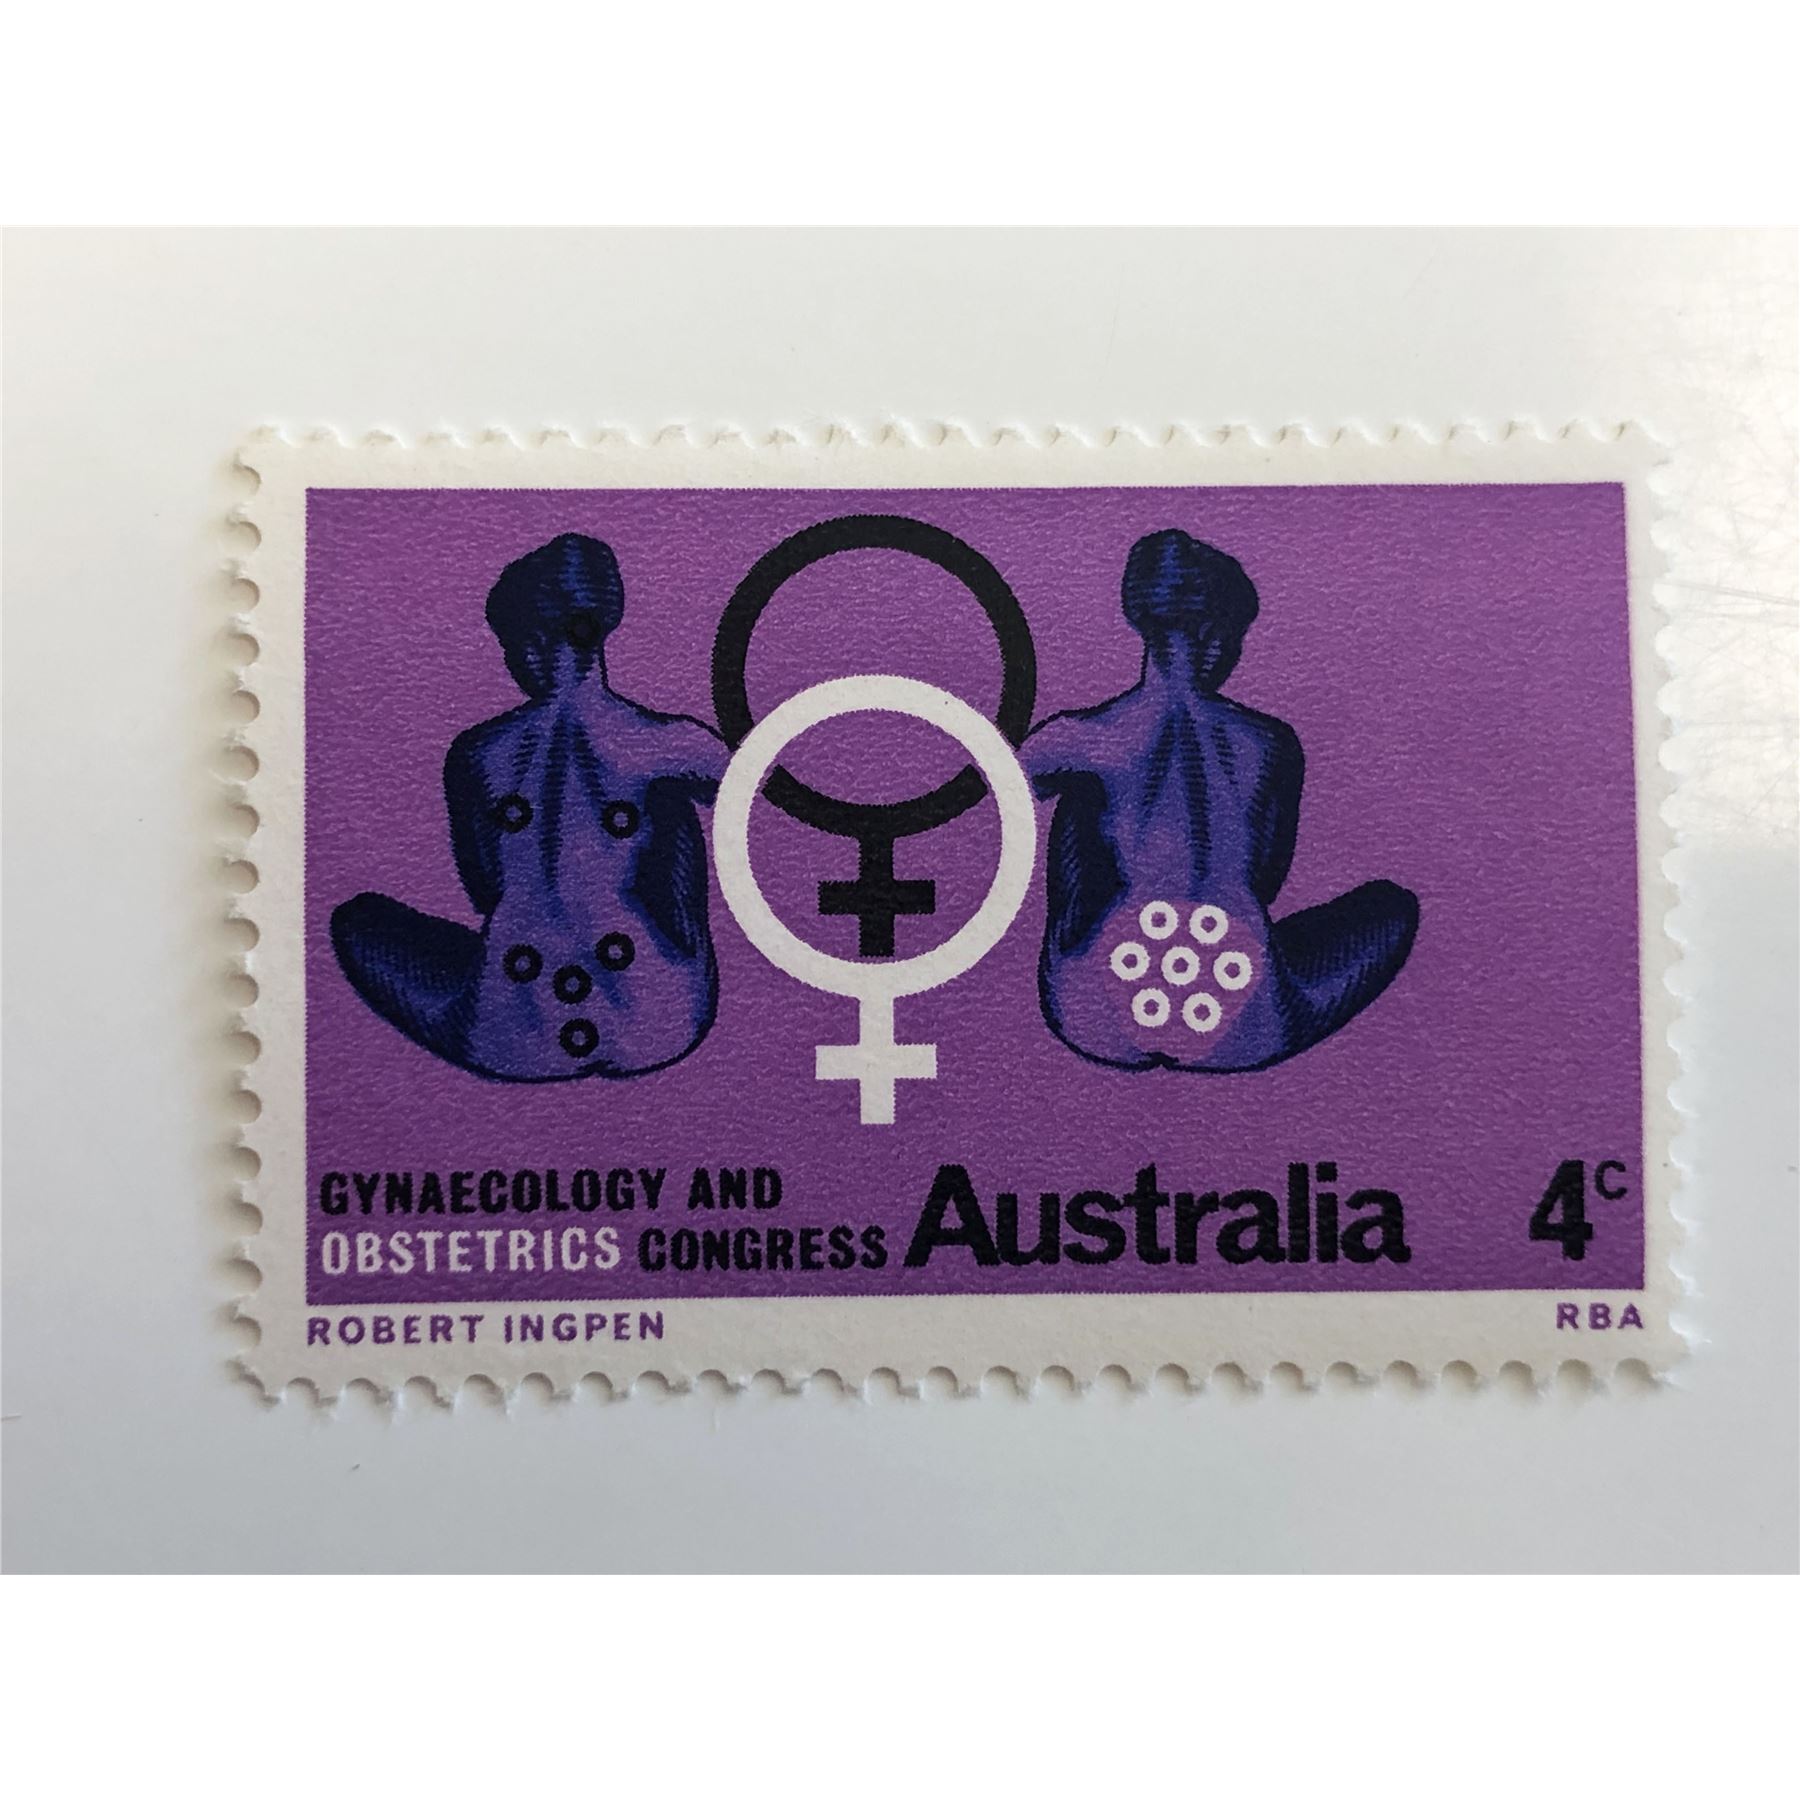 GYNAECOLOGY AND
OBSTETRICS CONGRESS Australia 4c
ROBERT INGPEN RBA